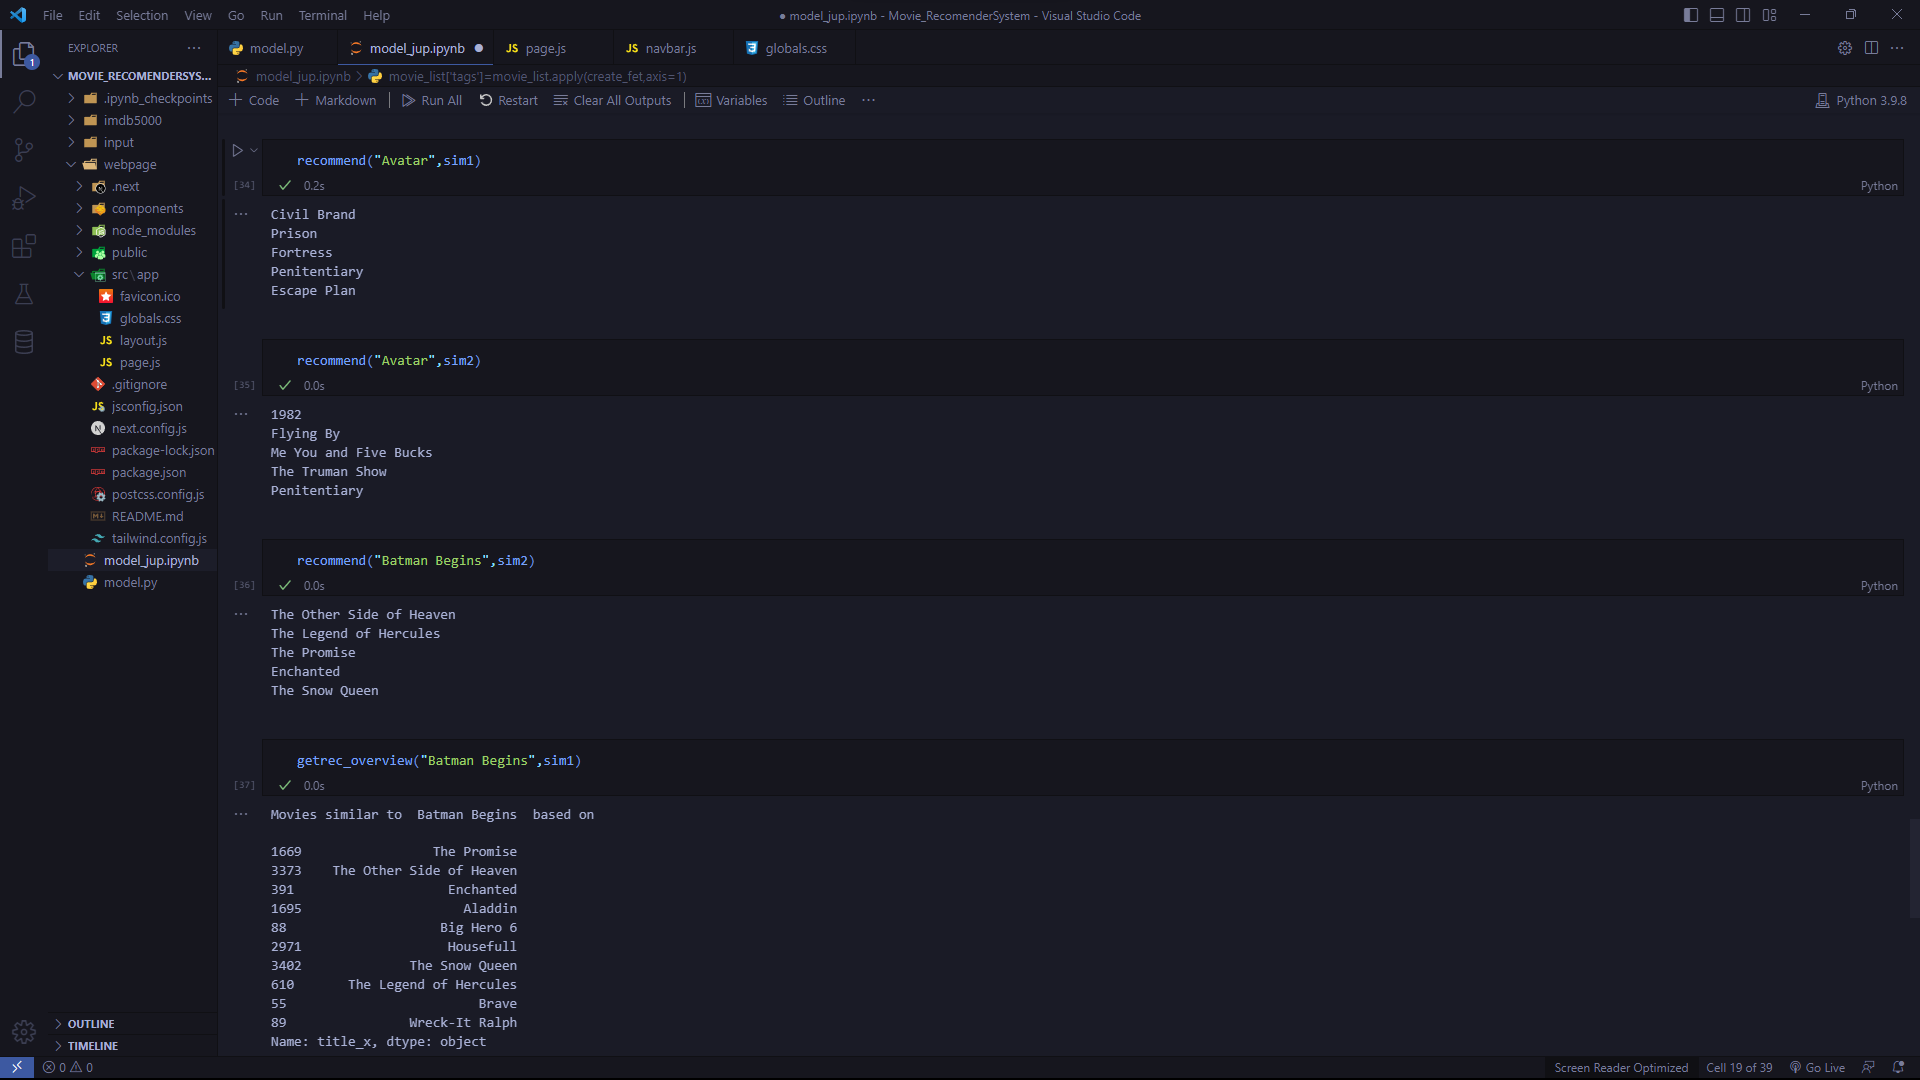 File Edit Selection View Go Run Terminal Help
● model_jup.ipynb - Movie_RecomenderSystem - Visual Studio Code
EXPLORER ...
model.py
model_jup.ipynb
JS page.js
JS navbar.js
globals.css
model_jup.ipynb > movie_list['tags']=movie_list.apply(create_fet,axis=1)
+ Code + Markdown | Run All Restart Clear All Outputs | Variables Outline ...
Python 3.9.8
1
MOVIE_RECOMENDERSYS...
.ipynb_checkpoints
imdb5000
input
webpage
.next
components
node_modules
public
src\app
favicon.ico
globals.css
JS layout.js
JS page.js
.gitignore
JS jsconfig.json
next.config.js
package-lock.json
package.json
postcss.config.js
README.md
tailwind.config.js
model_jup.ipynb
model.py
OUTLINE
TIMELINE
recommend("Avatar",sim1)
[34] 0.2s Python
Civil Brand
Prison
Fortress
Penitentiary
Escape Plan
recommend("Avatar",sim2)
[35] 0.0s Python
1982
Flying By
Me You and Five Bucks
The Truman Show
Penitentiary
recommend("Batman Begins",sim2)
[36] 0.0s Python
The Other Side of Heaven
The Legend of Hercules
The Promise
Enchanted
The Snow Queen
getrec_overview("Batman Begins",sim1)
[37] 0.0s Python
Movies similar to  Batman Begins  based on
1669 The Promise
3373 The Other Side of Heaven
391 Enchanted
1695 Aladdin
88 Big Hero 6
2971 Housefull
3402 The Snow Queen
610 The Legend of Hercules
55 Brave
89 Wreck-It Ralph
Name: title_x, dtype: object
0 0
Screen Reader Optimized Cell 19 of 39 Go Live